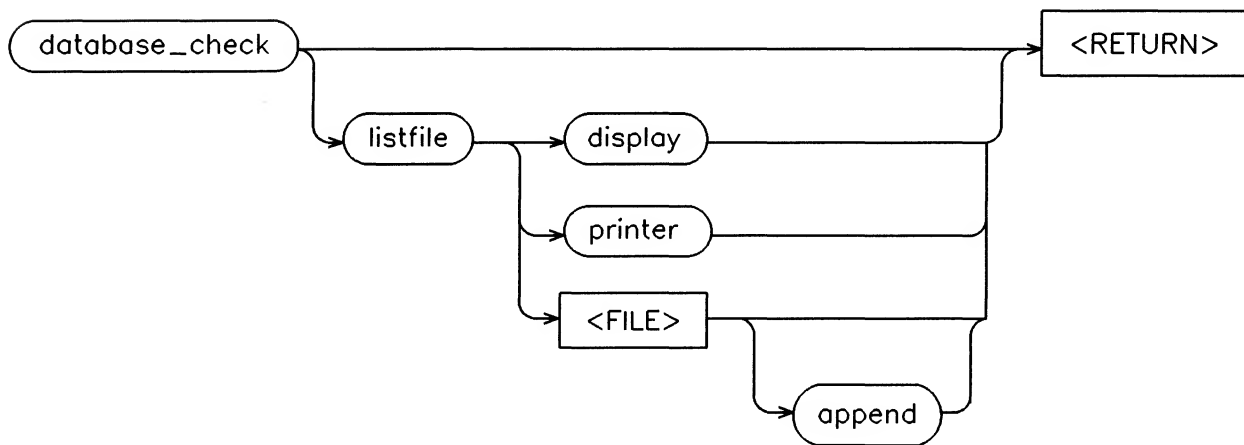 database_check
<RETURN>
listfile
display
printer
<FILE>
append